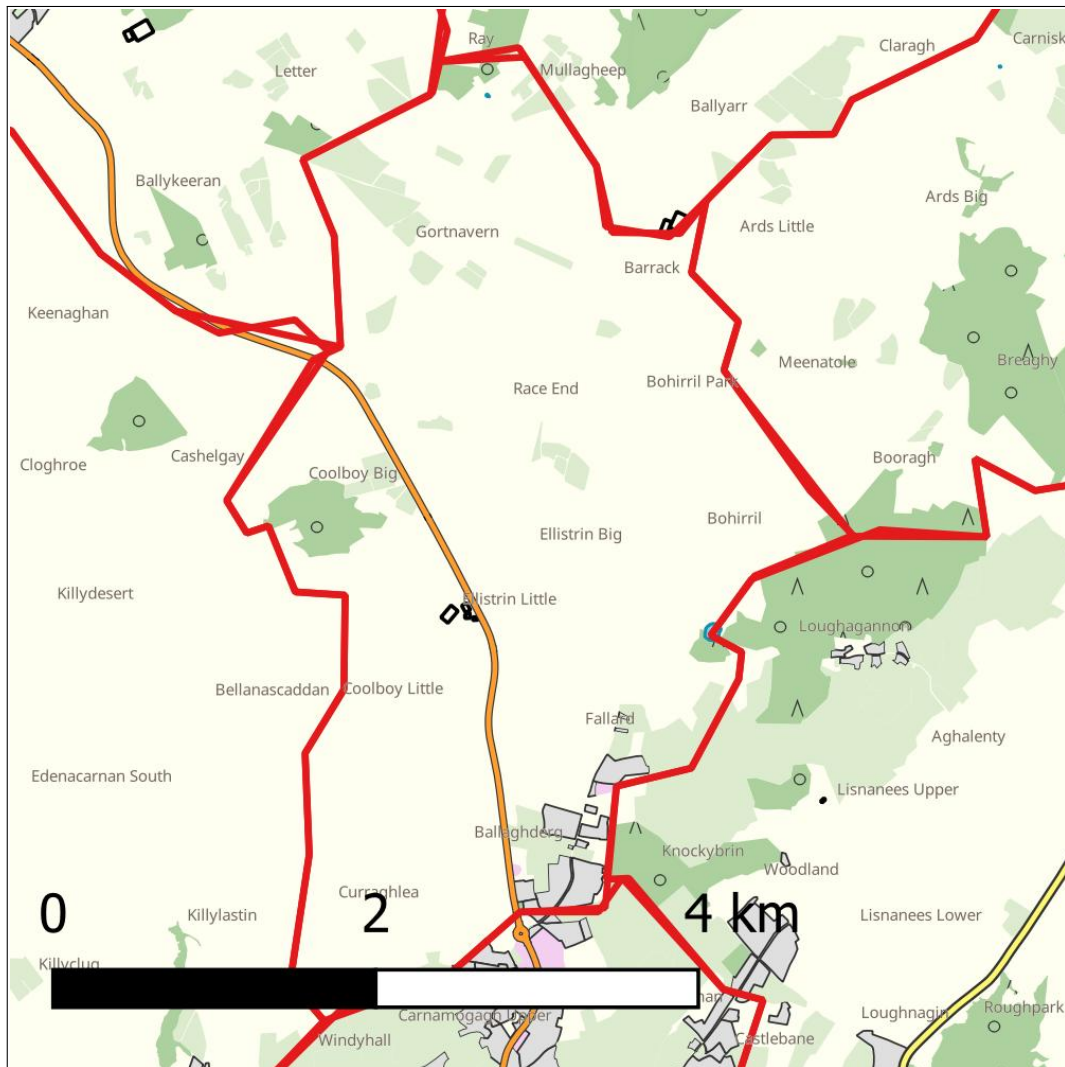 Ray
Claragh
Carnisk
Letter
Mullagheep
Ballyarr
Ballykeeran
Ards Big
Gortnavern
Ards Little
Barrack
Keenaghan
Meenatole
Breaghy
Race End
Bohirril Park
Cashelgay
Cloghroe
Coolboy Big
Booragh
Bohirril
Ellistrin Big
Killydesert
Ellistrin Little
Loughagannon
Bellanascaddan
Coolboy Little
Fallard
Aghalenty
Edenacarnan South
Lisnanees Upper
Ballaghderg
Knockybrin
Woodland
Curraghlea
Killylastin
Lisnanees Lower
0
2
4 km
Killyclug
Loughnagin
Roughpark
Carnamogagh Upper
Windyhall
Castlebane